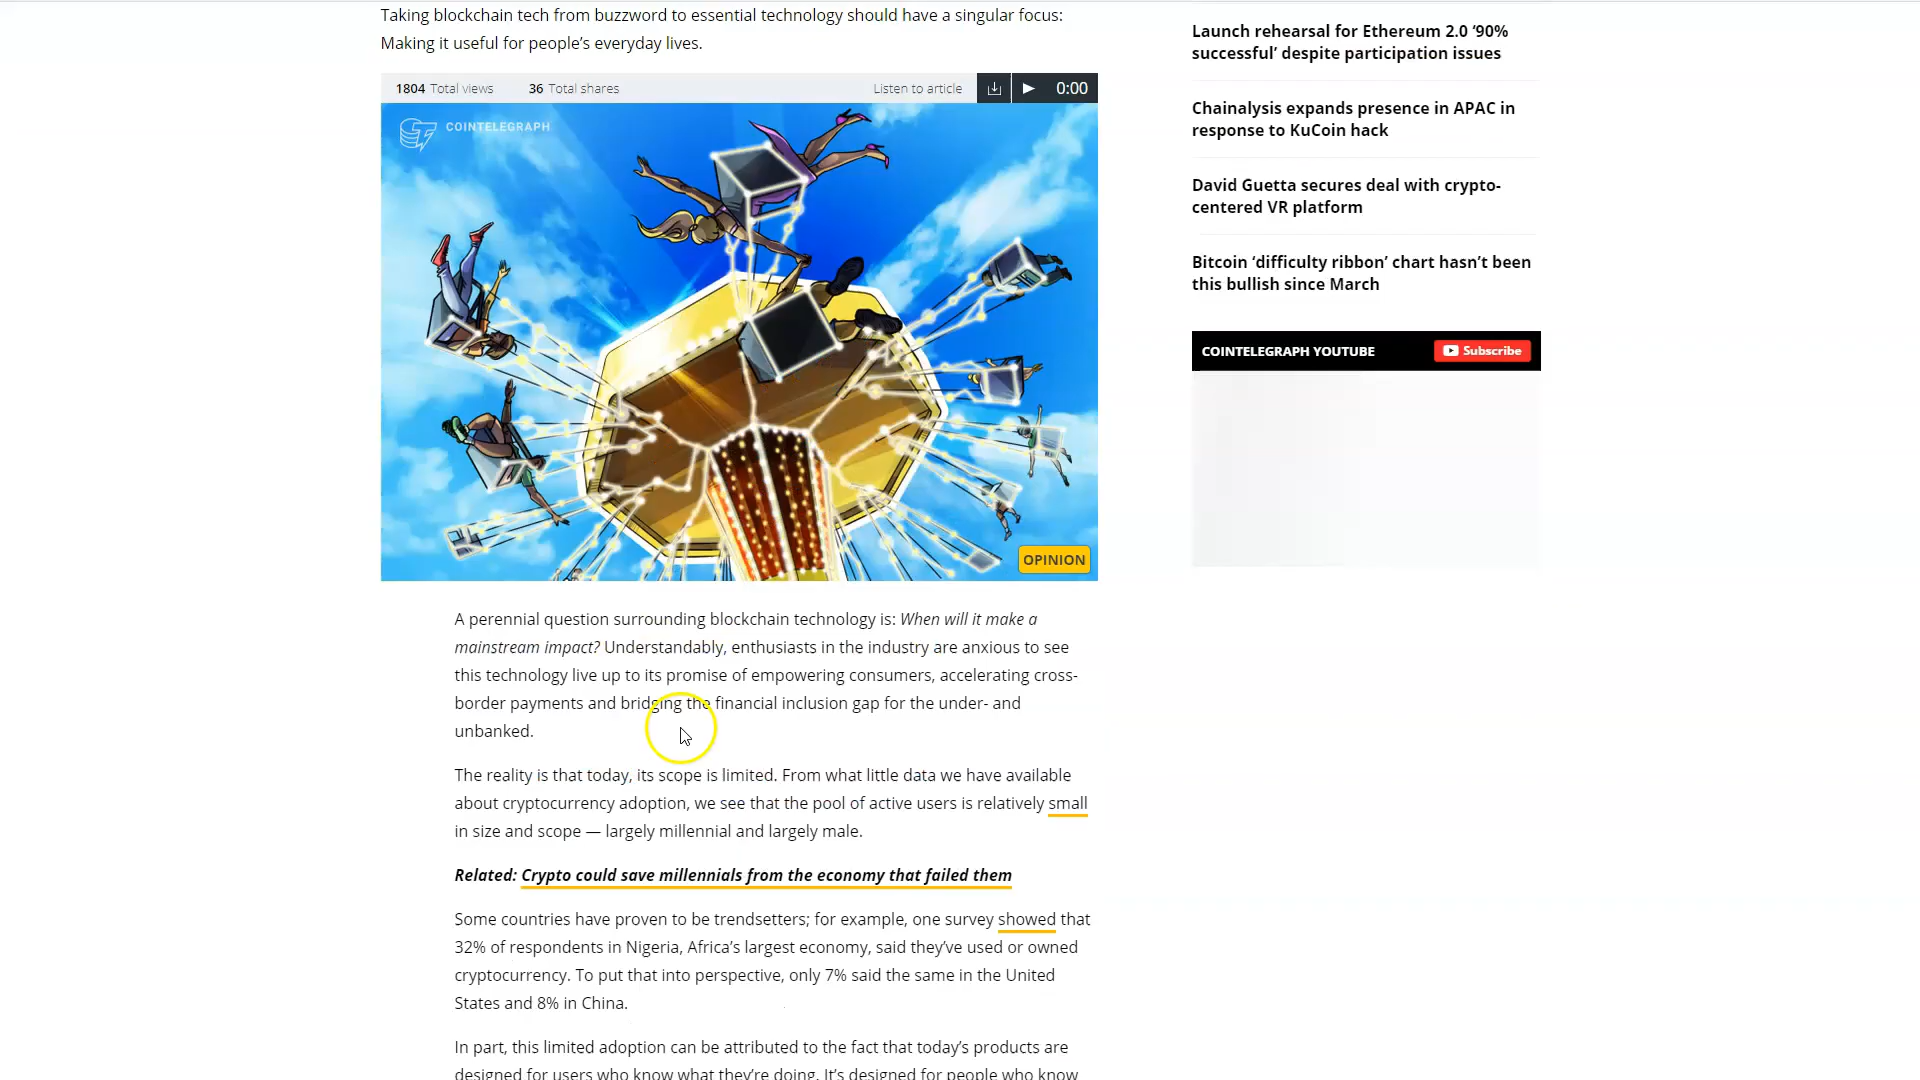 Taking blockchain tech from buzzword to essential technology should have a singular focus:
Making it useful for people’s everyday lives.
1804 Total views 36 Total shares Listen to article 0:00
COINTELEGRAPH
OPINION
A perennial question surrounding blockchain technology is: When will it make a
mainstream impact? Understandably, enthusiasts in the industry are anxious to see
this technology live up to its promise of empowering consumers, accelerating cross-
border payments and bridging the financial inclusion gap for the under- and
unbanked.
The reality is that today, its scope is limited. From what little data we have available
about cryptocurrency adoption, we see that the pool of active users is relatively small
in size and scope — largely millennial and largely male.
Related: Crypto could save millennials from the economy that failed them
Some countries have proven to be trendsetters; for example, one survey showed that
32% of respondents in Nigeria, Africa’s largest economy, said they’ve used or owned
cryptocurrency. To put that into perspective, only 7% said the same in the United
States and 8% in China.
In part, this limited adoption can be attributed to the fact that today’s products are
designed for users who know what they’re doing. It’s designed for people who know
Launch rehearsal for Ethereum 2.0 ‘90%
successful’ despite participation issues
Chainalysis expands presence in APAC in
response to KuCoin hack
David Guetta secures deal with crypto-
centered VR platform
Bitcoin ‘difficulty ribbon’ chart hasn’t been
this bullish since March
COINTELEGRAPH YOUTUBE Subscribe